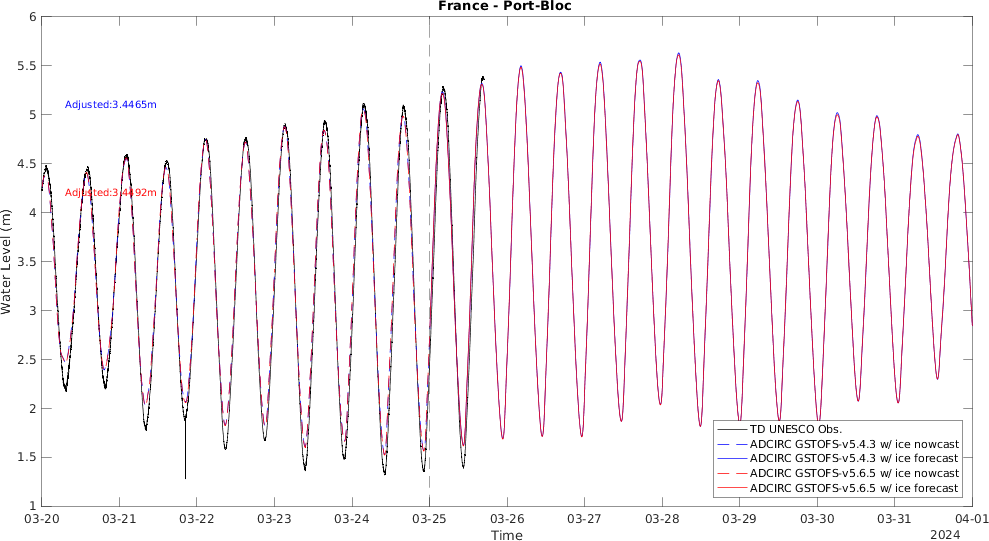 France - Port-Bloc
6
5.5
5
4.5
4
3.5
3
2.5
2
1.5
1
Water Level (m)
Adjusted:3.4465m
Adjusted:3.4492m
TD UNESCO Obs.
ADCIRC GSTOFS-v5.4.3 w/ ice nowcast
ADCIRC GSTOFS-v5.4.3 w/ ice forecast
ADCIRC GSTOFS-v5.6.5 w/ ice nowcast
ADCIRC GSTOFS-v5.6.5 w/ ice forecast
03-20 03-21 03-22 03-23 03-24 03-25 03-26 03-27 03-28 03-29 03-30 03-31 04-01
Time
2024